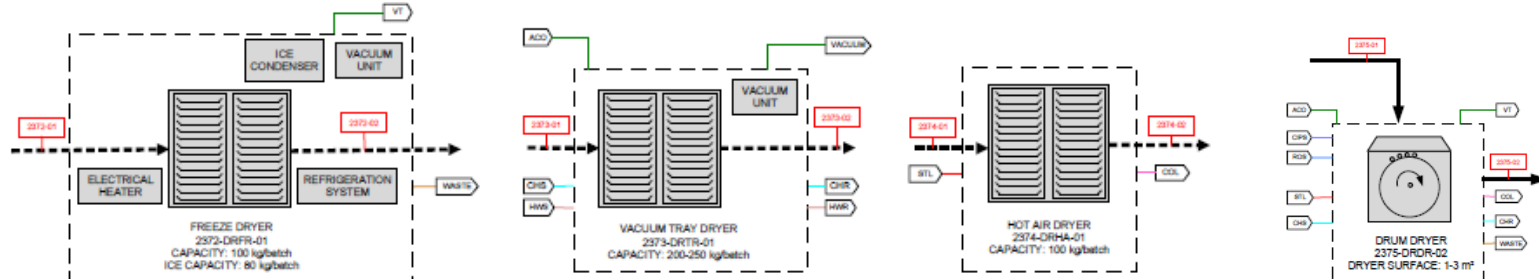 VT
ICE
CONDENSER
VACUUM
UNIT
2372-01
2372-02
ELECTRICAL
HEATER
REFRIGERATION
SYSTEM
WASTE
FREEZE DRYER
2372-DRFR-01
CAPACITY: 100 kg/batch
ICE CAPACITY: 80 kg/batch
ACO
VACUUM
VACUUM
UNIT
2373-01
2373-02
CHS
CHR
HWS
HWR
VACUUM TRAY DRYER
2373-DRTR-01
CAPACITY: 200-250 kg/batch
2374-01
2374-02
STL
COL
HOT AIR DRYER
2374-DRHA-01
CAPACITY: 100 kg/batch
2375-01
ACO
VT
CIPS
ROS
2375-02
STL
COL
CHS
CHR
WASTE
DRUM DRYER
2375-DRDR-02
DRYER SURFACE: 1-3 m²